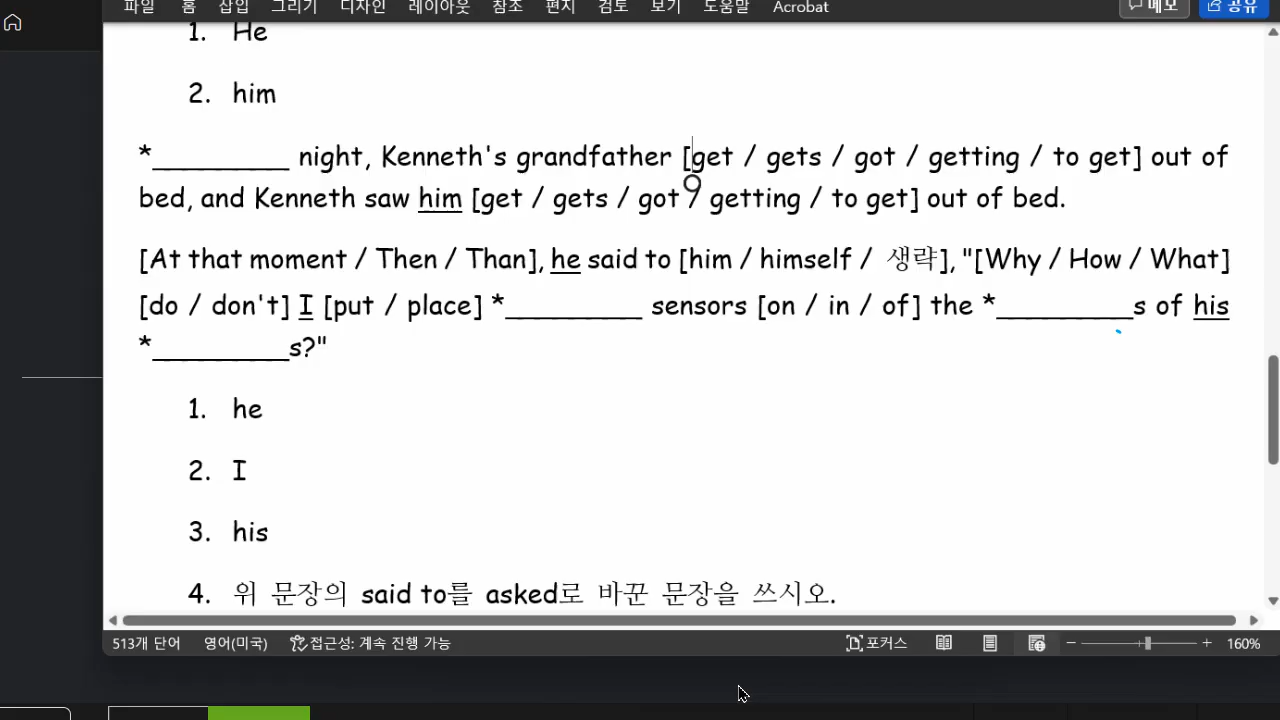 파일 홈 삽입 그리기 디자인 레이아웃 참조 편지 검토 보기 도움말 Acrobat 메모 공유
1. He
2. him
*_________ night, Kenneth's grandfather [get / gets / got / getting / to get] out of
bed, and Kenneth saw him [get / gets / got / getting / to get] out of bed.
[At that moment / Then / Than], he said to [him / himself / 생략], "[Why / How / What]
[do / don't] I [put / place] *_________ sensors [on / in / of] the *_________s of his
*_________s?"
1. he
2. I
3. his
4. 위 문장의 said to를 asked로 바꾼 문장을 쓰시오.
513개 단어 영어(미국) 접근성: 계속 진행 가능 포커스 160%